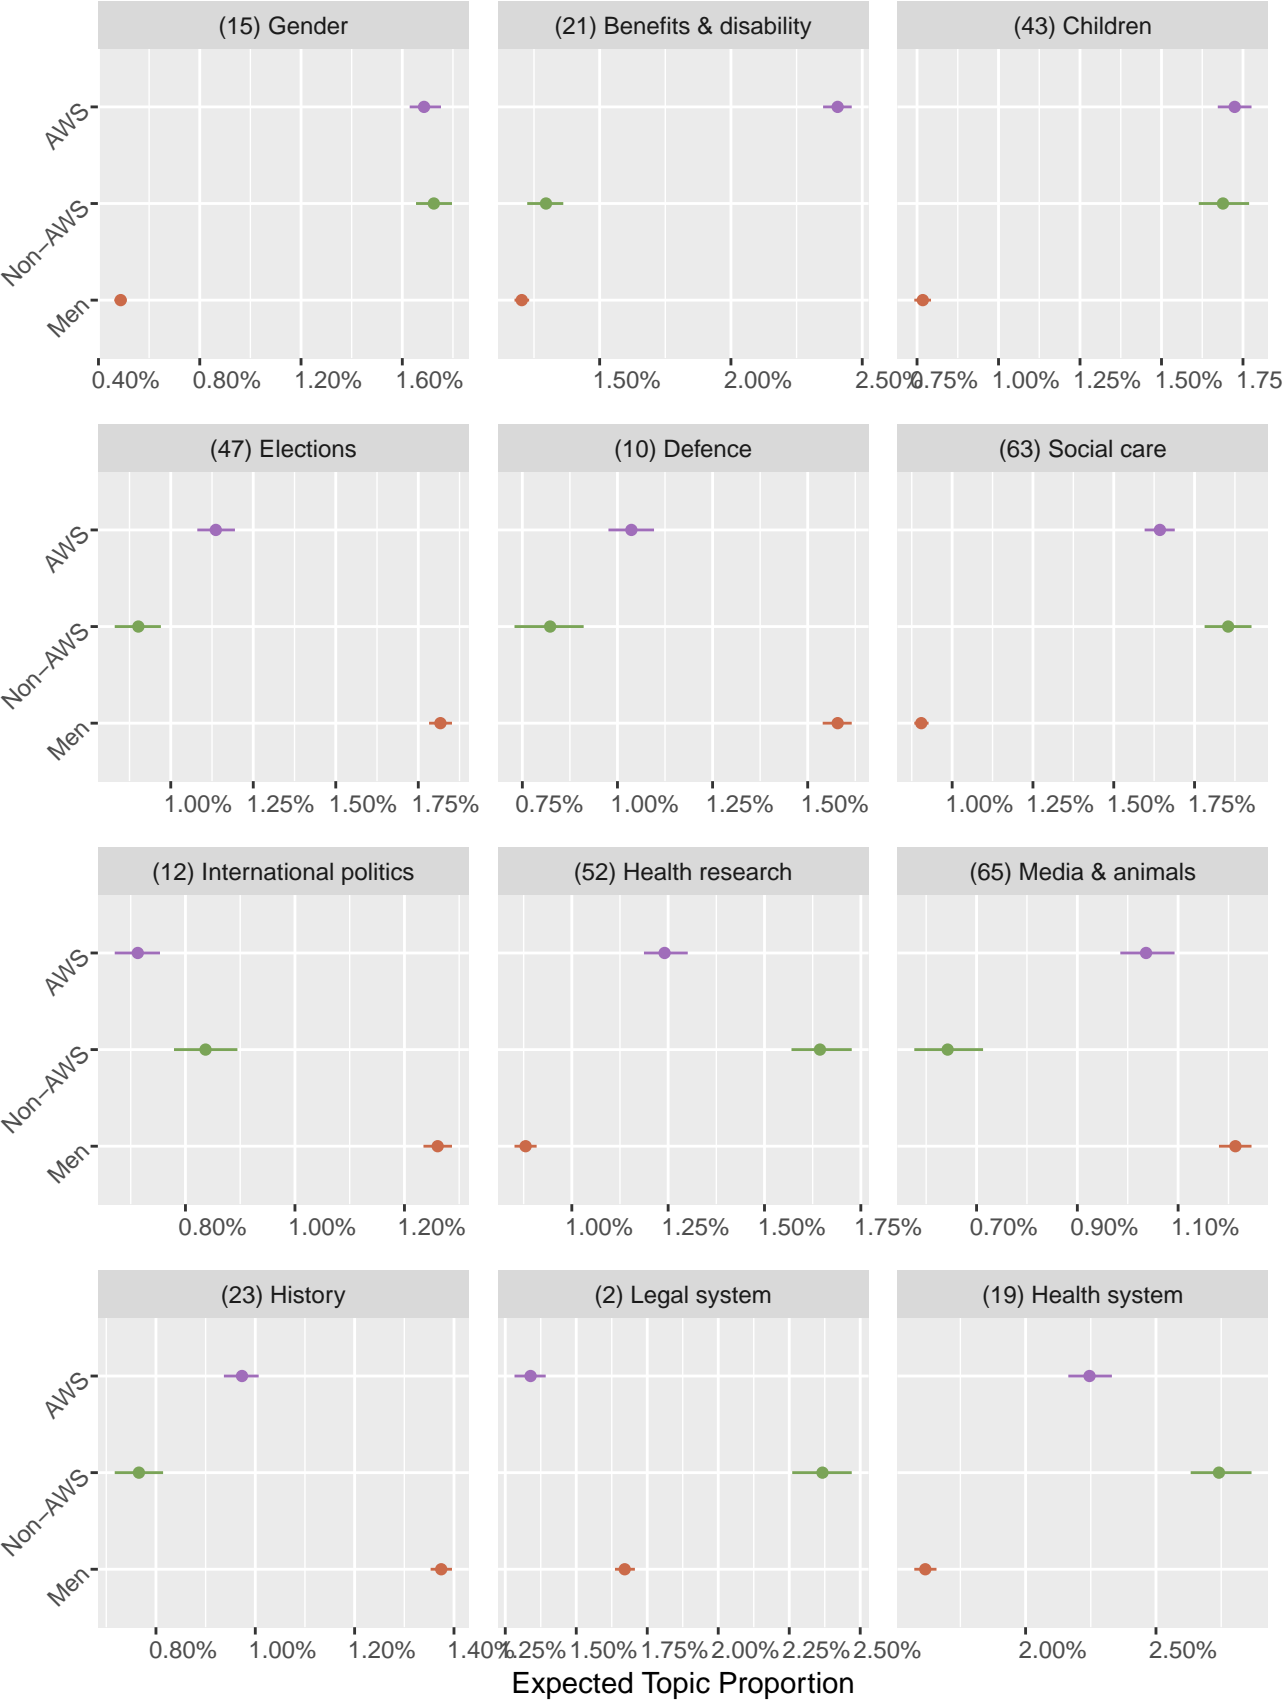 (15) Gender (21) Benefits & disability (43) Children
AWS
Non−AWS
Men
0.40% 0.80% 1.20% 1.60% 1.50% 2.00% 2.50% 0.75% 1.00% 1.25% 1.50% 1.75
(47) Elections (10) Defence (63) Social care
AWS
Non−AWS
Men
1.00% 1.25% 1.50% 1.75% 0.75% 1.00% 1.25% 1.50% 1.00% 1.25% 1.50% 1.75%
(12) International politics (52) Health research (65) Media & animals
AWS
Non−AWS
Men
0.80% 1.00% 1.20% 1.00% 1.25% 1.50% 1.75% 0.70% 0.90% 1.10%
(23) History (2) Legal system (19) Health system
AWS
Non−AWS
Men
0.80% 1.00% 1.20% 1.40% 1.25% 1.50% 1.75% 2.00% 2.25% 2.50% 2.00% 2.50%
Expected Topic Proportion